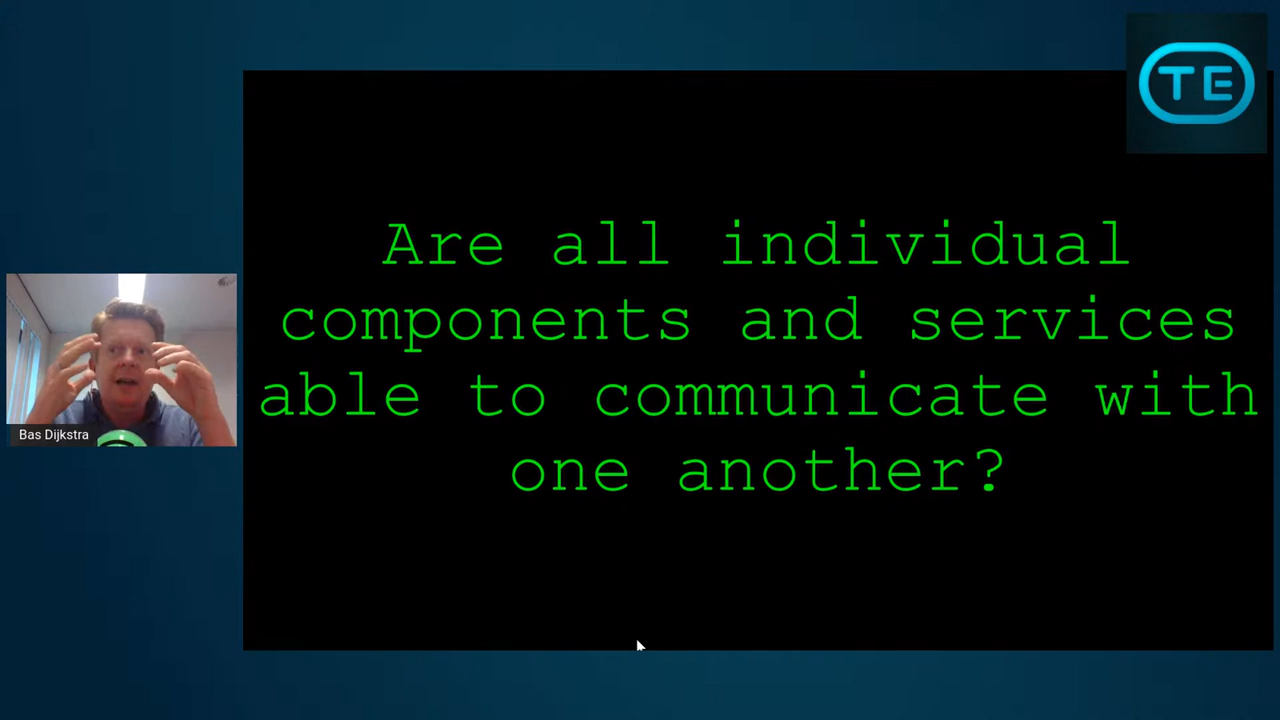 TE
Are all individual
components and services
able to communicate with
one another?
Bas Dijkstra